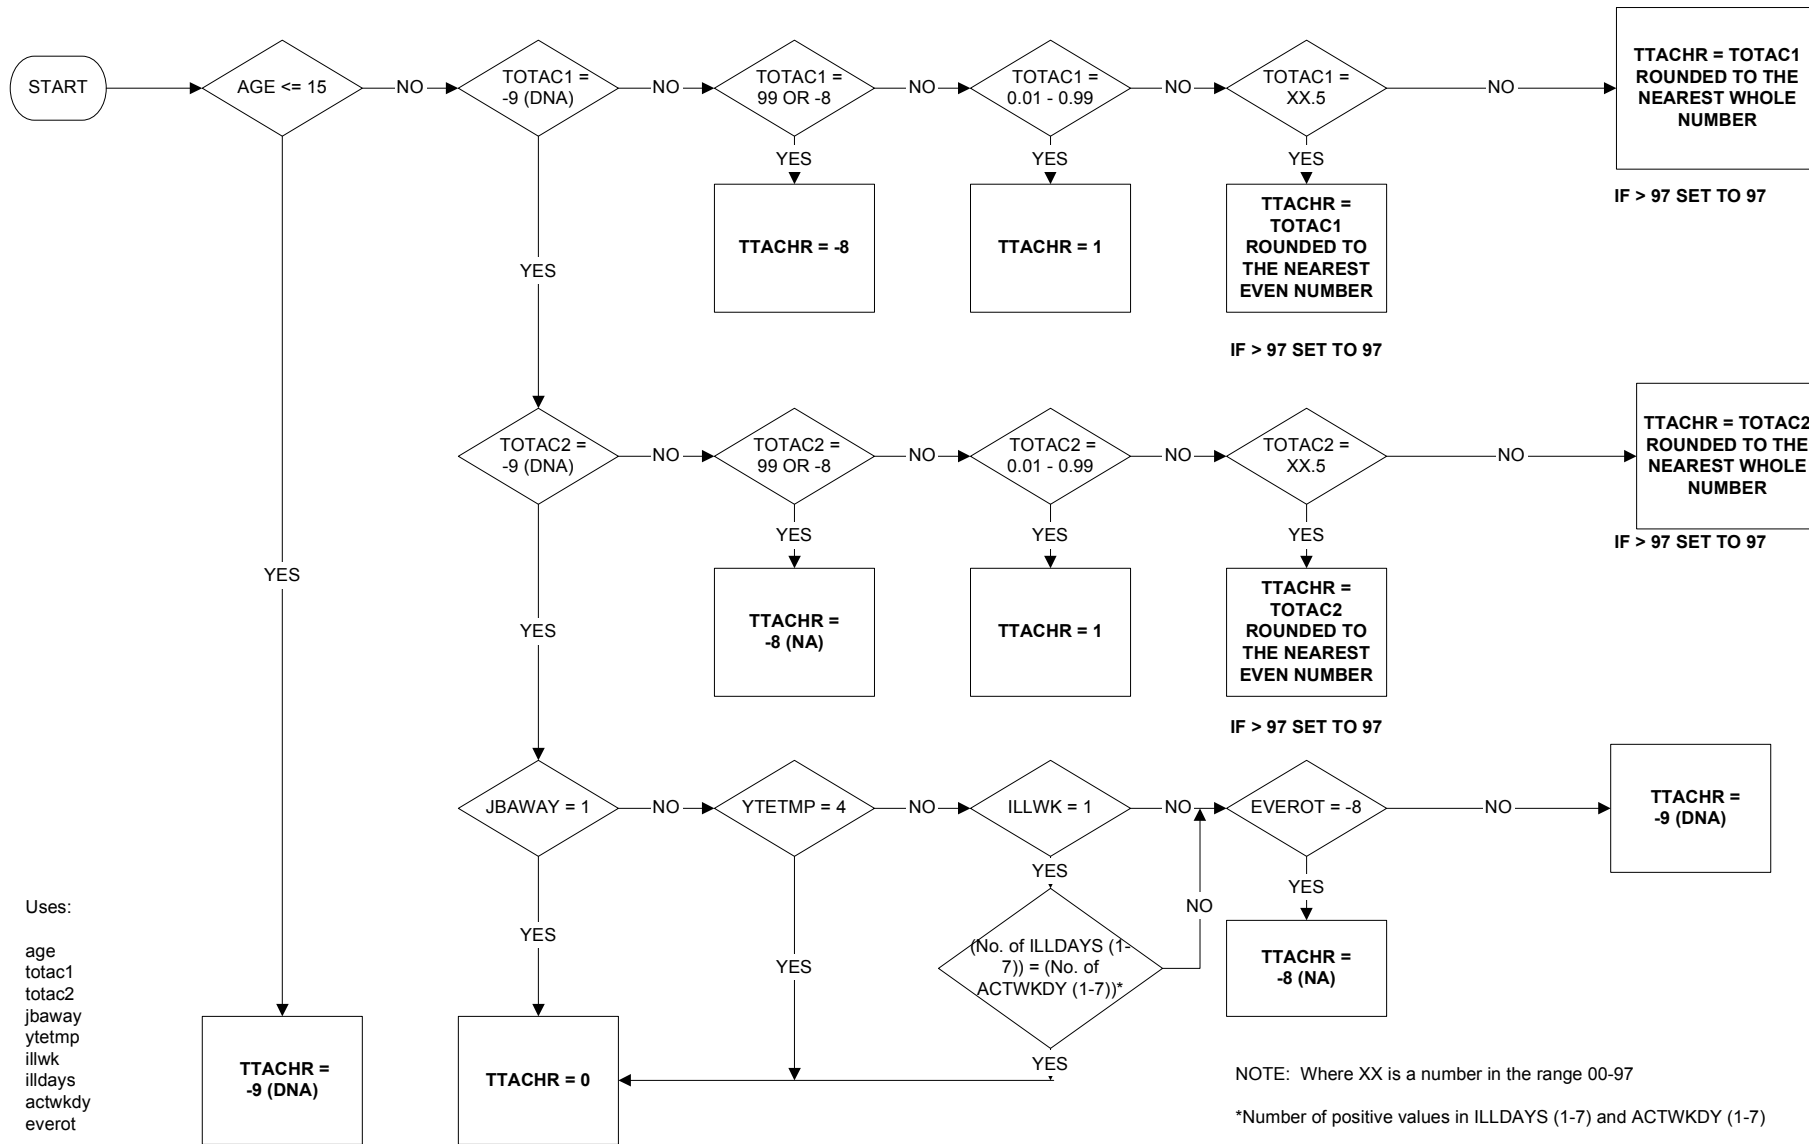 START
AGE <= 15
NO
TOTAC1 =
-9 (DNA)
NO
TOTAC1 =
99 OR -8
NO
TOTAC1 =
0.01 - 0.99
NO
TOTAC1 =
XX.5
NO
TTACHR = TOTAC1
ROUNDED TO THE
NEAREST WHOLE
NUMBER
IF > 97 SET TO 97
YES
YES
YES
TTACHR = -8
TTACHR = 1
TTACHR =
TOTAC1
ROUNDED TO
THE NEAREST
EVEN NUMBER
IF > 97 SET TO 97
YES
TOTAC2 =
-9 (DNA)
NO
TOTAC2 =
99 OR -8
NO
TOTAC2 =
0.01 - 0.99
NO
TOTAC2 =
XX.5
NO
TTACHR = TOTAC2
ROUNDED TO THE
NEAREST WHOLE
NUMBER
IF > 97 SET TO 97
YES
YES
YES
YES
YES
TTACHR =
-8 (NA)
TTACHR = 1
TTACHR =
TOTAC2
ROUNDED TO
THE NEAREST
EVEN NUMBER
IF > 97 SET TO 97
JBAWAY = 1
NO
YTETMP = 4
NO
ILLWK = 1
NO
EVEROT = -8
NO
TTACHR =
-9 (DNA)
YES
YES
NO
YES
YES
(No. of ILLDAYS (1-
7)) = (No. of
ACTWKDY (1-7))*
TTACHR =
-8 (NA)
YES
Uses:
age
totac1
totac2
jbaway
ytetmp
illwk
illdays
actwkdy
everot
TTACHR =
-9 (DNA)
TTACHR = 0
NOTE: Where XX is a number in the range 00-97
*Number of positive values in ILLDAYS (1-7) and ACTWKDY (1-7)